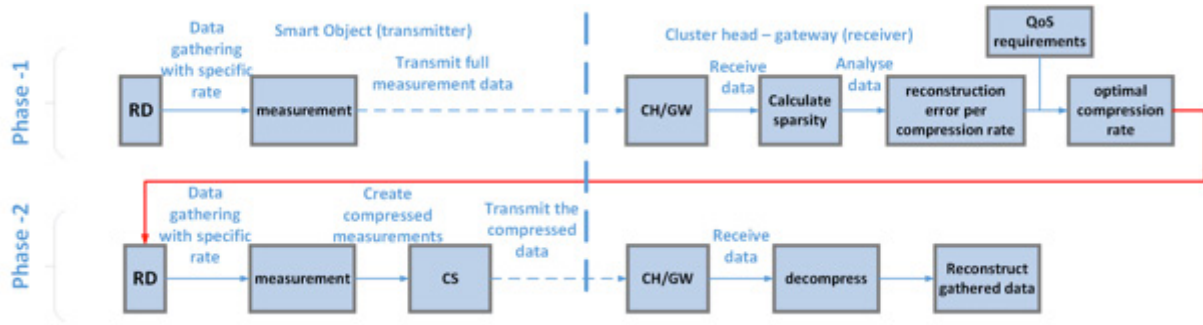 Phase -1
Data
gathering
with specific
rate
Smart Object (transmitter)
Transmit full
measurement data
RD
measurement
Cluster head – gateway (receiver)
QoS
requirements
Receive
data
Analyse
data
CH/GW
Calculate
sparsity
reconstruction
error per
compression rate
optimal
compression
rate
Phase -2
Data
gathering
with specific
rate
Create
compressed
measurements
Transmit the
compressed
data
RD
measurement
CS
Receive
data
CH/GW
decompress
Reconstruct
gathered data